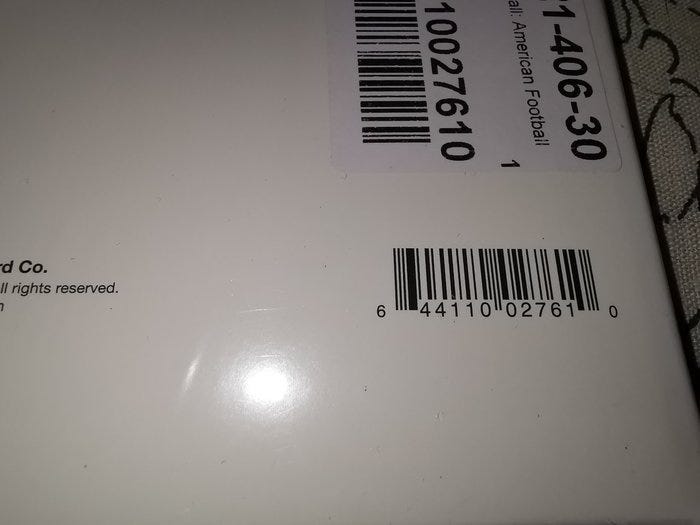 10027610
all: American Football
1-406-30
1
rd Co.
ll rights reserved.
n
6 44110 02761 0